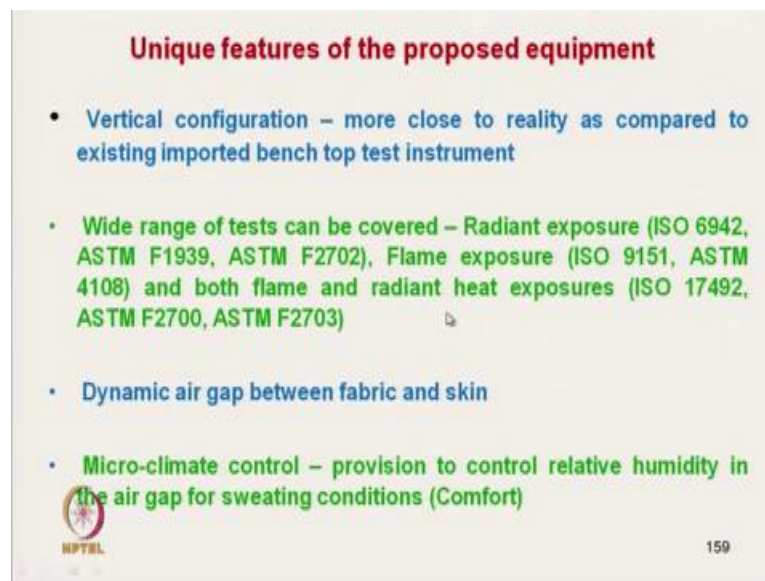 Unique features of the proposed equipment
• Vertical configuration – more close to reality as compared to
existing imported bench top test instrument
• Wide range of tests can be covered – Radiant exposure (ISO 6942,
ASTM F1939, ASTM F2702), Flame exposure (ISO 9151, ASTM
4108) and both flame and radiant heat exposures (ISO 17492,
ASTM F2700, ASTM F2703)
• Dynamic air gap between fabric and skin
• Micro-climate control – provision to control relative humidity in
the air gap for sweating conditions (Comfort)
NPTEL
159